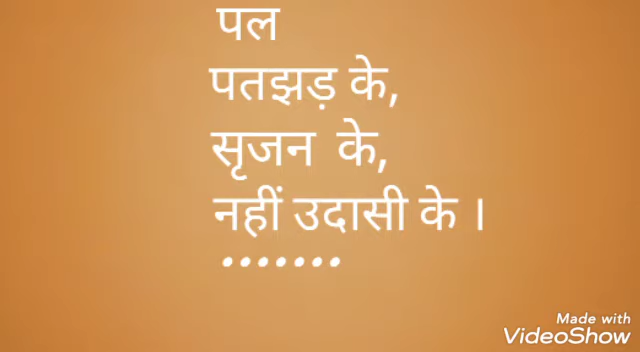 पल
पतझड़ के,
सृजन के,
नहीं उदासी के ।
•••••••
Made with
VideoShow